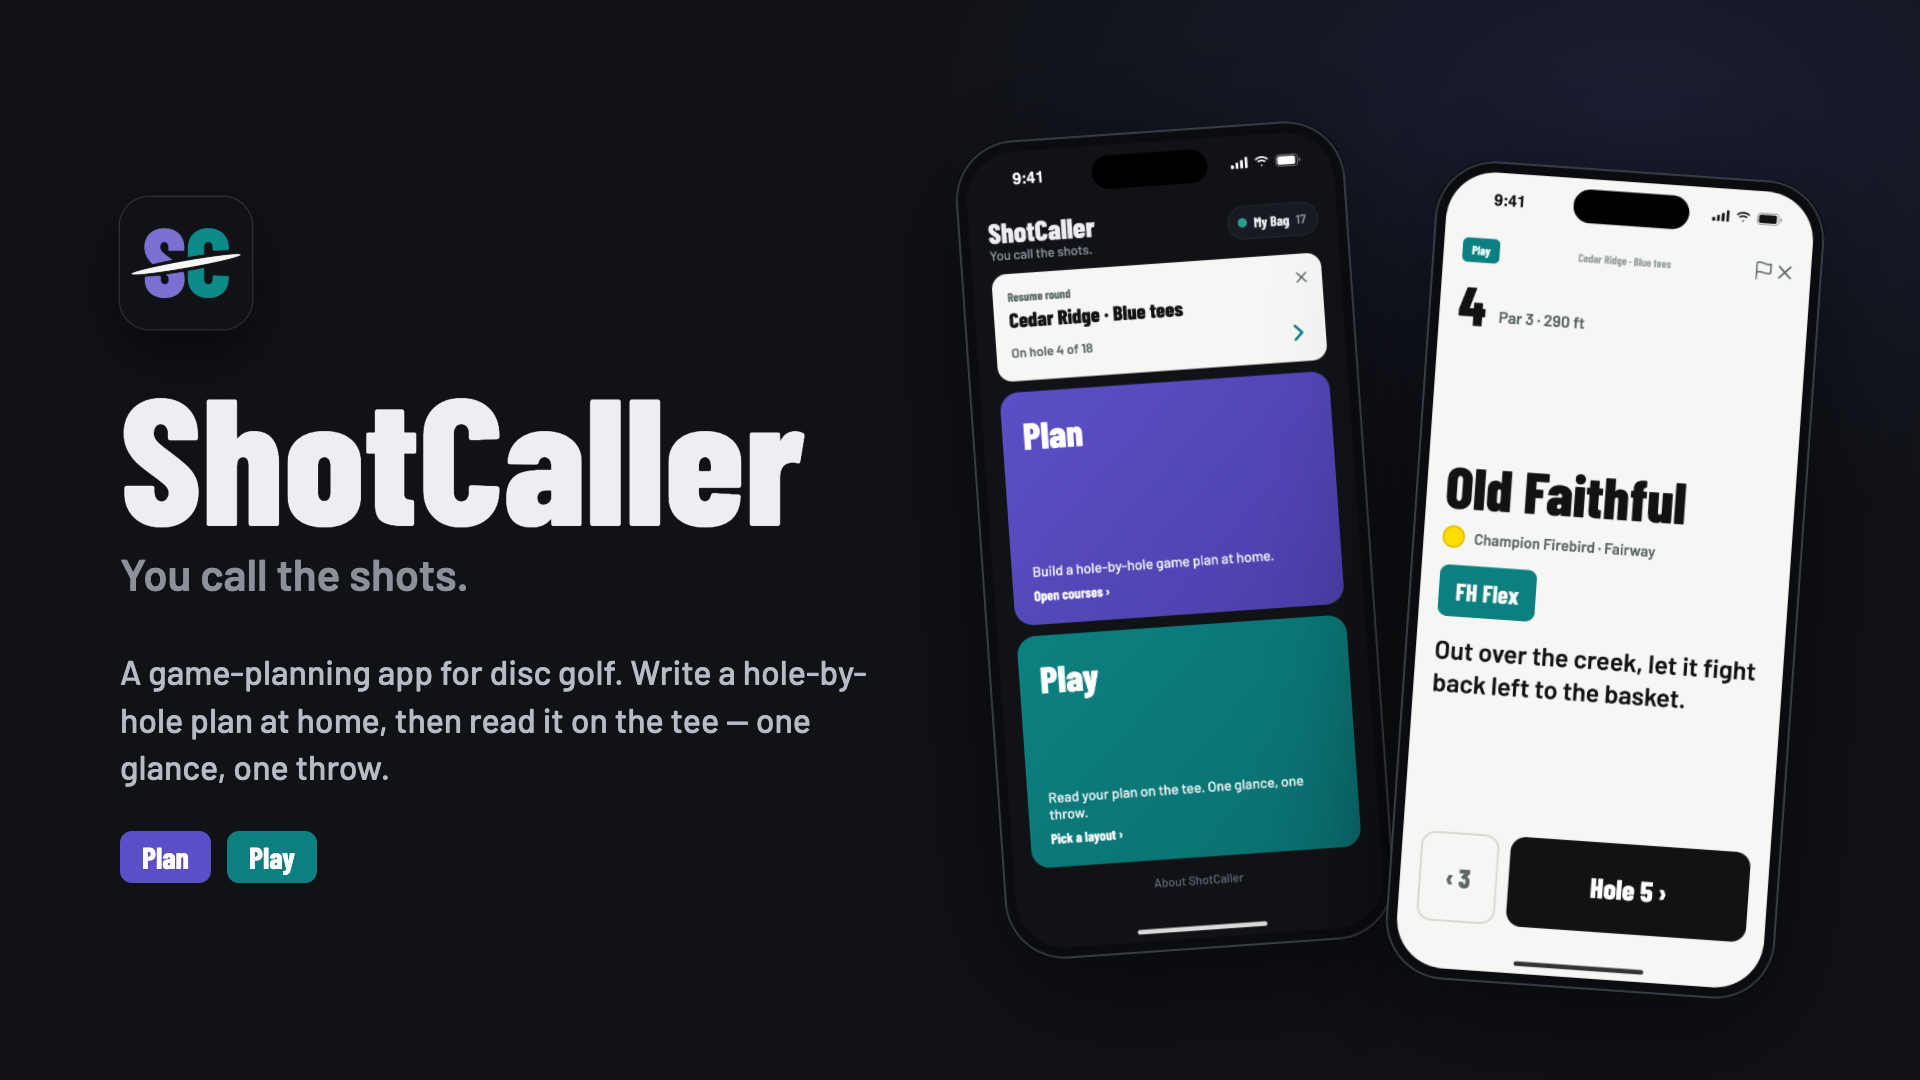 SC
ShotCaller
You call the shots.
A game-planning app for disc golf. Write a hole-by-
hole plan at home, then read it on the tee — one
glance, one throw.
Plan
Play
9:41
ShotCaller
You call the shots.
My Bag 17
Resume round
Cedar Ridge · Blue tees
On hole 4 of 18
Plan
Build a hole-by-hole game plan at home.
Open courses ›
Play
Read your plan on the tee. One glance, one
throw.
Pick a layout ›
About ShotCaller
9:41
Play
Cedar Ridge · Blue tees
4 Par 3 · 290 ft
Old Faithful
Champion Firebird · Fairway
FH Flex
Out over the creek, let it fight
back left to the basket.
‹ 3
Hole 5 ›